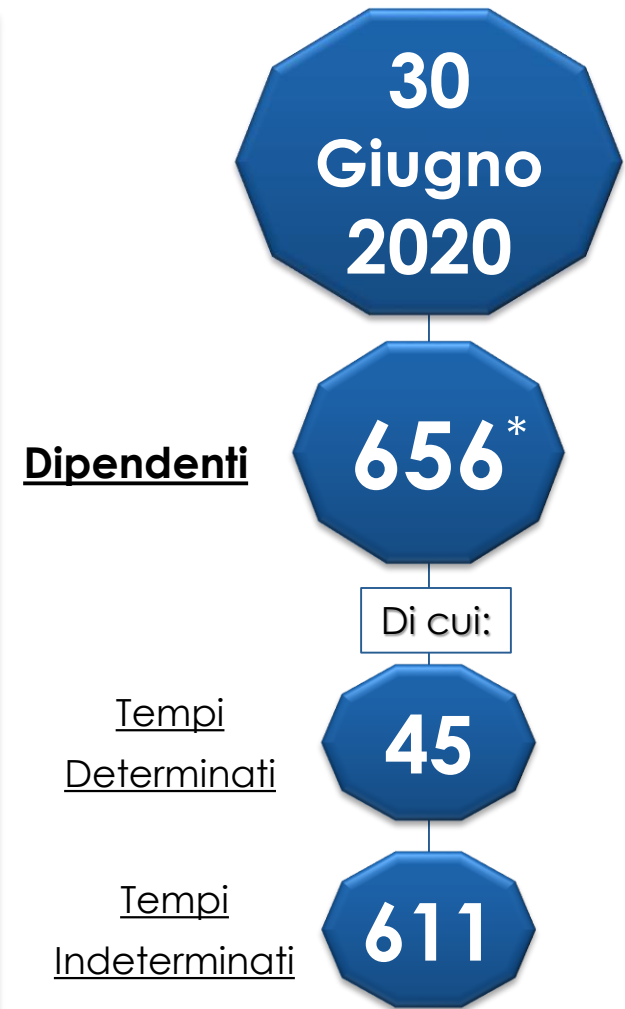 30
Giugno
2020
Dipendenti
656*
Di cui:
Tempi
Determinati
45
Tempi
Indeterminati
611